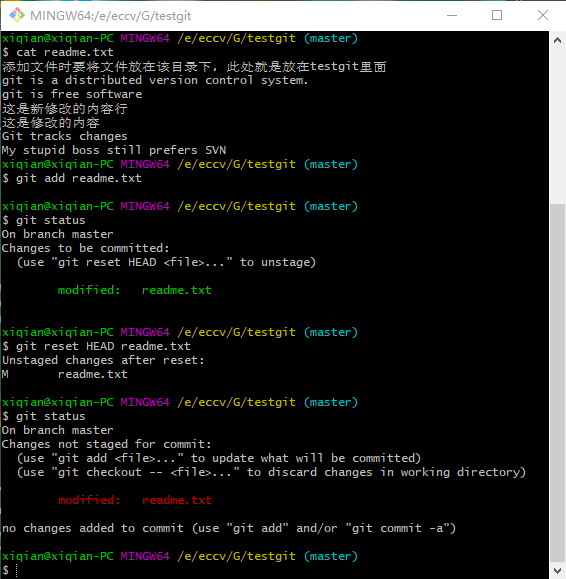 MINGW64:/e/eccv/G/testgit
xiqian@xiqian-PC MINGW64 /e/eccv/G/testgit (master)
$ cat readme.txt
添加文件时要将文件放在该目录下，此处就是放在testgit里面
git is a distributed version control system.
git is free software
这是新修改的内容行
这是修改的内容
Git tracks changes
My stupid boss still prefers SVN
xiqian@xiqian-PC MINGW64 /e/eccv/G/testgit (master)
$ git add readme.txt
xiqian@xiqian-PC MINGW64 /e/eccv/G/testgit (master)
$ git status
On branch master
Changes to be committed:
  (use "git reset HEAD <file>..." to unstage)
        modified:   readme.txt
xiqian@xiqian-PC MINGW64 /e/eccv/G/testgit (master)
$ git reset HEAD readme.txt
Unstaged changes after reset:
M       readme.txt
xiqian@xiqian-PC MINGW64 /e/eccv/G/testgit (master)
$ git status
On branch master
Changes not staged for commit:
  (use "git add <file>..." to update what will be committed)
  (use "git checkout -- <file>..." to discard changes in working directory)
        modified:   readme.txt
no changes added to commit (use "git add" and/or "git commit -a")
xiqian@xiqian-PC MINGW64 /e/eccv/G/testgit (master)
$